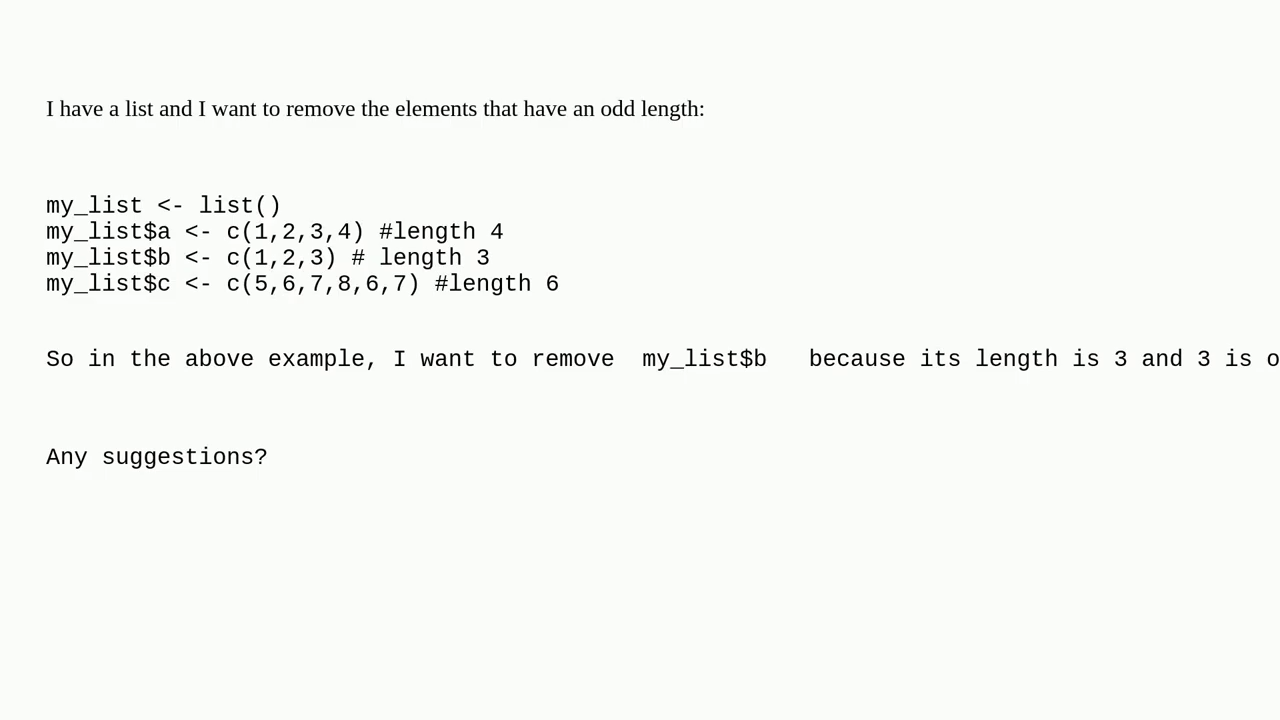 I have a list and I want to remove the elements that have an odd length:
my_list <- list()
my_list$a <- c(1,2,3,4) #length 4
my_list$b <- c(1,2,3) # length 3
my_list$c <- c(5,6,7,8,6,7) #length 6
So in the above example, I want to remove  my_list$b   because its length is 3 and 3 is
Any suggestions?